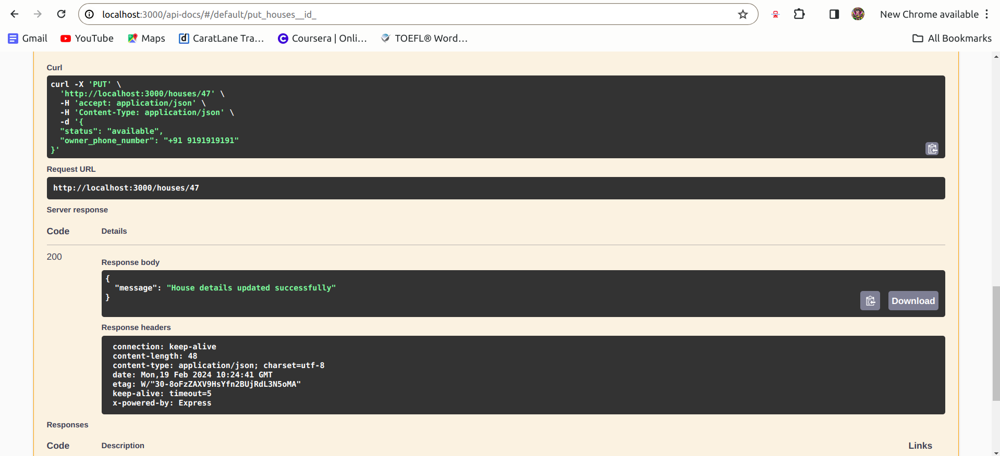 localhost:3000/api-docs/#/default/put_houses__id_
New Chrome available
Gmail
YouTube
Maps
CaratLane Tra...
Coursera | Onli...
TOEFL® Word...
All Bookmarks
Curl
curl -X 'PUT' \
'http://localhost:3000/houses/47' \
-H 'accept: application/json' \
-H 'Content-Type: application/json' \
-d '{
"status": "available",
"owner_phone_number": "+91 9191919191"
}'
Request URL
http://localhost:3000/houses/47
Server response
Code Details
200
Response body
{
"message": "House details updated successfully"
}
Download
Response headers
connection: keep-alive
content-length: 48
content-type: application/json; charset=utf-8
date: Mon,19 Feb 2024 10:24:41 GMT
etag: W/"30-8oFzZAXV9HsYfn2BUjRdL3N5oMA"
keep-alive: timeout=5
x-powered-by: Express
Responses
Code Description Links